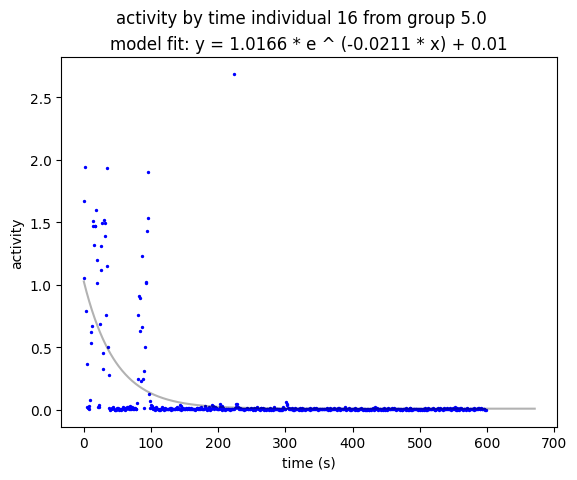 activity by time individual 16 from group 5.0
model fit: y = 1.0166 * e ^ (-0.0211 * x) + 0.01
2.5
2.0
1.5
1.0
0.5
0.0
activity
0 100 200 300 400 500 600 700
time (s)